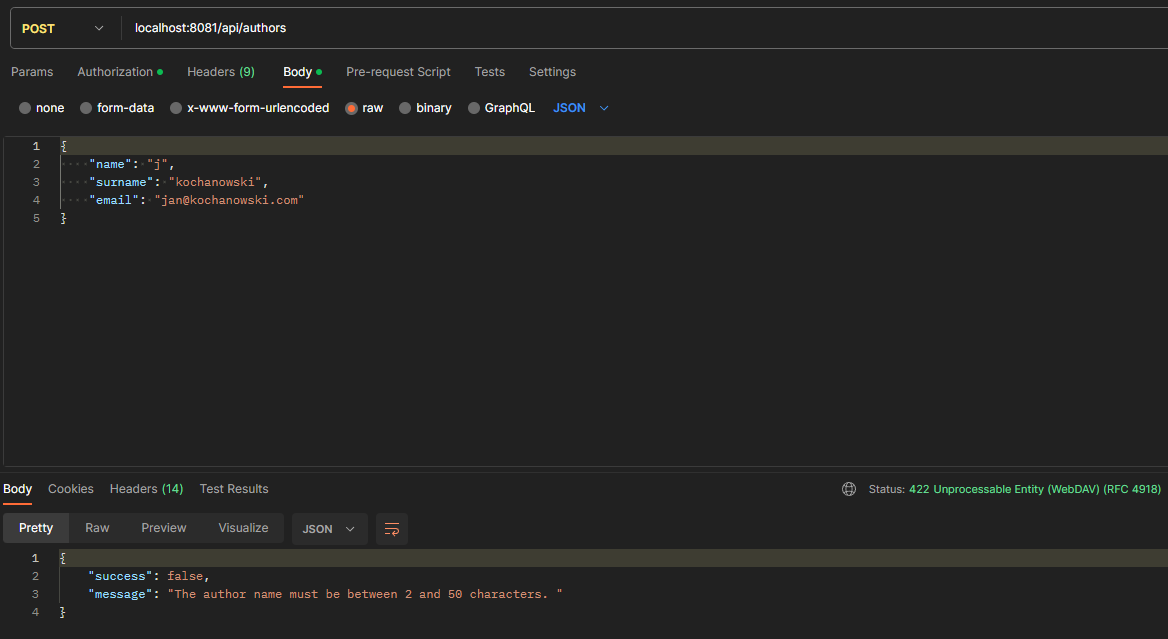 POST localhost:8081/api/authors
Params Authorization Headers (9) Body Pre-request Script Tests Settings
none form-data x-www-form-urlencoded raw binary GraphQL JSON
1 {
2 "name": "j",
3 "surname": "kochanowski",
4 "email": "jan@kochanowski.com"
5 }
Body Cookies Headers (14) Test Results Status: 422 Unprocessable Entity (WebDAV) (RFC 4918)
Pretty Raw Preview Visualize JSON
1 {
2 "success": false,
3 "message": "The author name must be between 2 and 50 characters. "
4 }